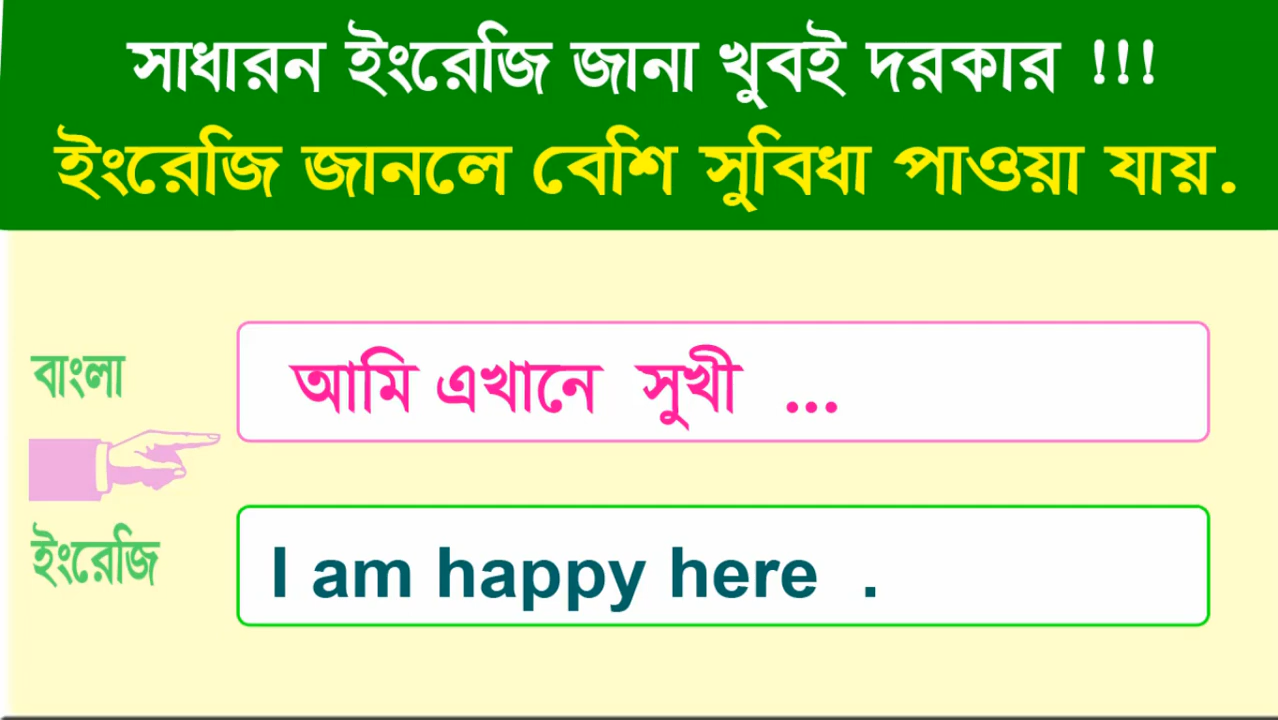 সাধারন ইংরেজি জানা খুবই দরকার !!!
ইংরেজি জানলে বেশি সুবিধা পাওয়া যায়.
বাংলা
আমি এখানে সুখী ...
ইংরেজি
I am happy here .